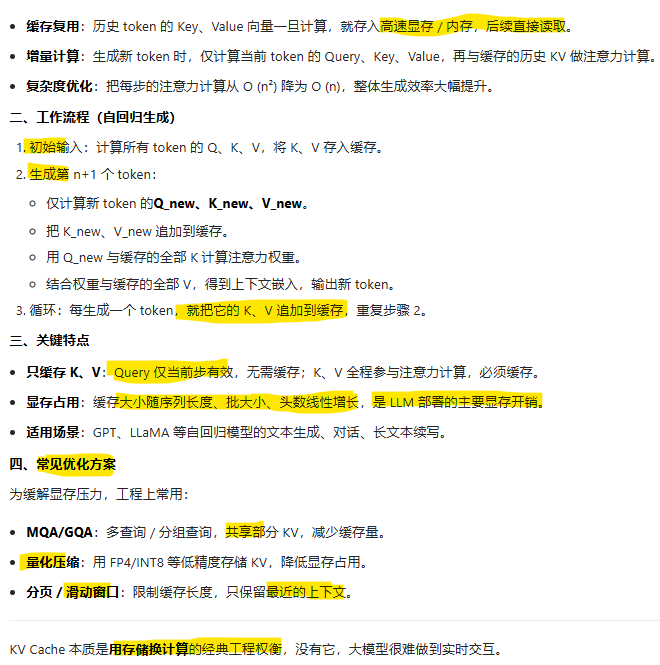 缓存复用：历史 token 的 Key、Value 向量一旦计算，就存入高速显存 / 内存，后续直接读取。
增量计算：生成新 token 时，仅计算当前 token 的 Query、Key、Value，再与缓存的历史 KV 做注意力计算。
复杂度优化：把每步的注意力计算从 O (n²) 降为 O (n)，整体生成效率大幅提升。
二、工作流程（自回归生成）
1. 初始输入：计算所有 token 的 Q、K、V，将 K、V 存入缓存。
2. 生成第 n+1 个 token：
仅计算新 token 的Q_new、K_new、V_new。
把 K_new、V_new 追加到缓存。
用 Q_new 与缓存的全部 K 计算注意力权重。
结合权重与缓存的全部 V，得到上下文嵌入，输出新 token。
3. 循环：每生成一个 token，就把它的 K、V 追加到缓存，重复步骤 2。
三、关键特点
只缓存 K、V：Query 仅当前步有效，无需缓存；K、V 全程参与注意力计算，必须缓存。
显存占用：缓存大小随序列长度、批大小、头数线性增长，是 LLM 部署的主要显存开销。
适用场景：GPT、LLaMA 等自回归模型的文本生成、对话、长文本续写。
四、常见优化方案
为缓解显存压力，工程上常用：
MQA/GQA：多查询 / 分组查询，共享部分 KV，减少缓存量。
量化压缩：用 FP4/INT8 等低精度存储 KV，降低显存占用。
分页 / 滑动窗口：限制缓存长度，只保留最近的上下文。
KV Cache 本质是用存储换计算的经典工程权衡，没有它，大模型很难做到实时交互。